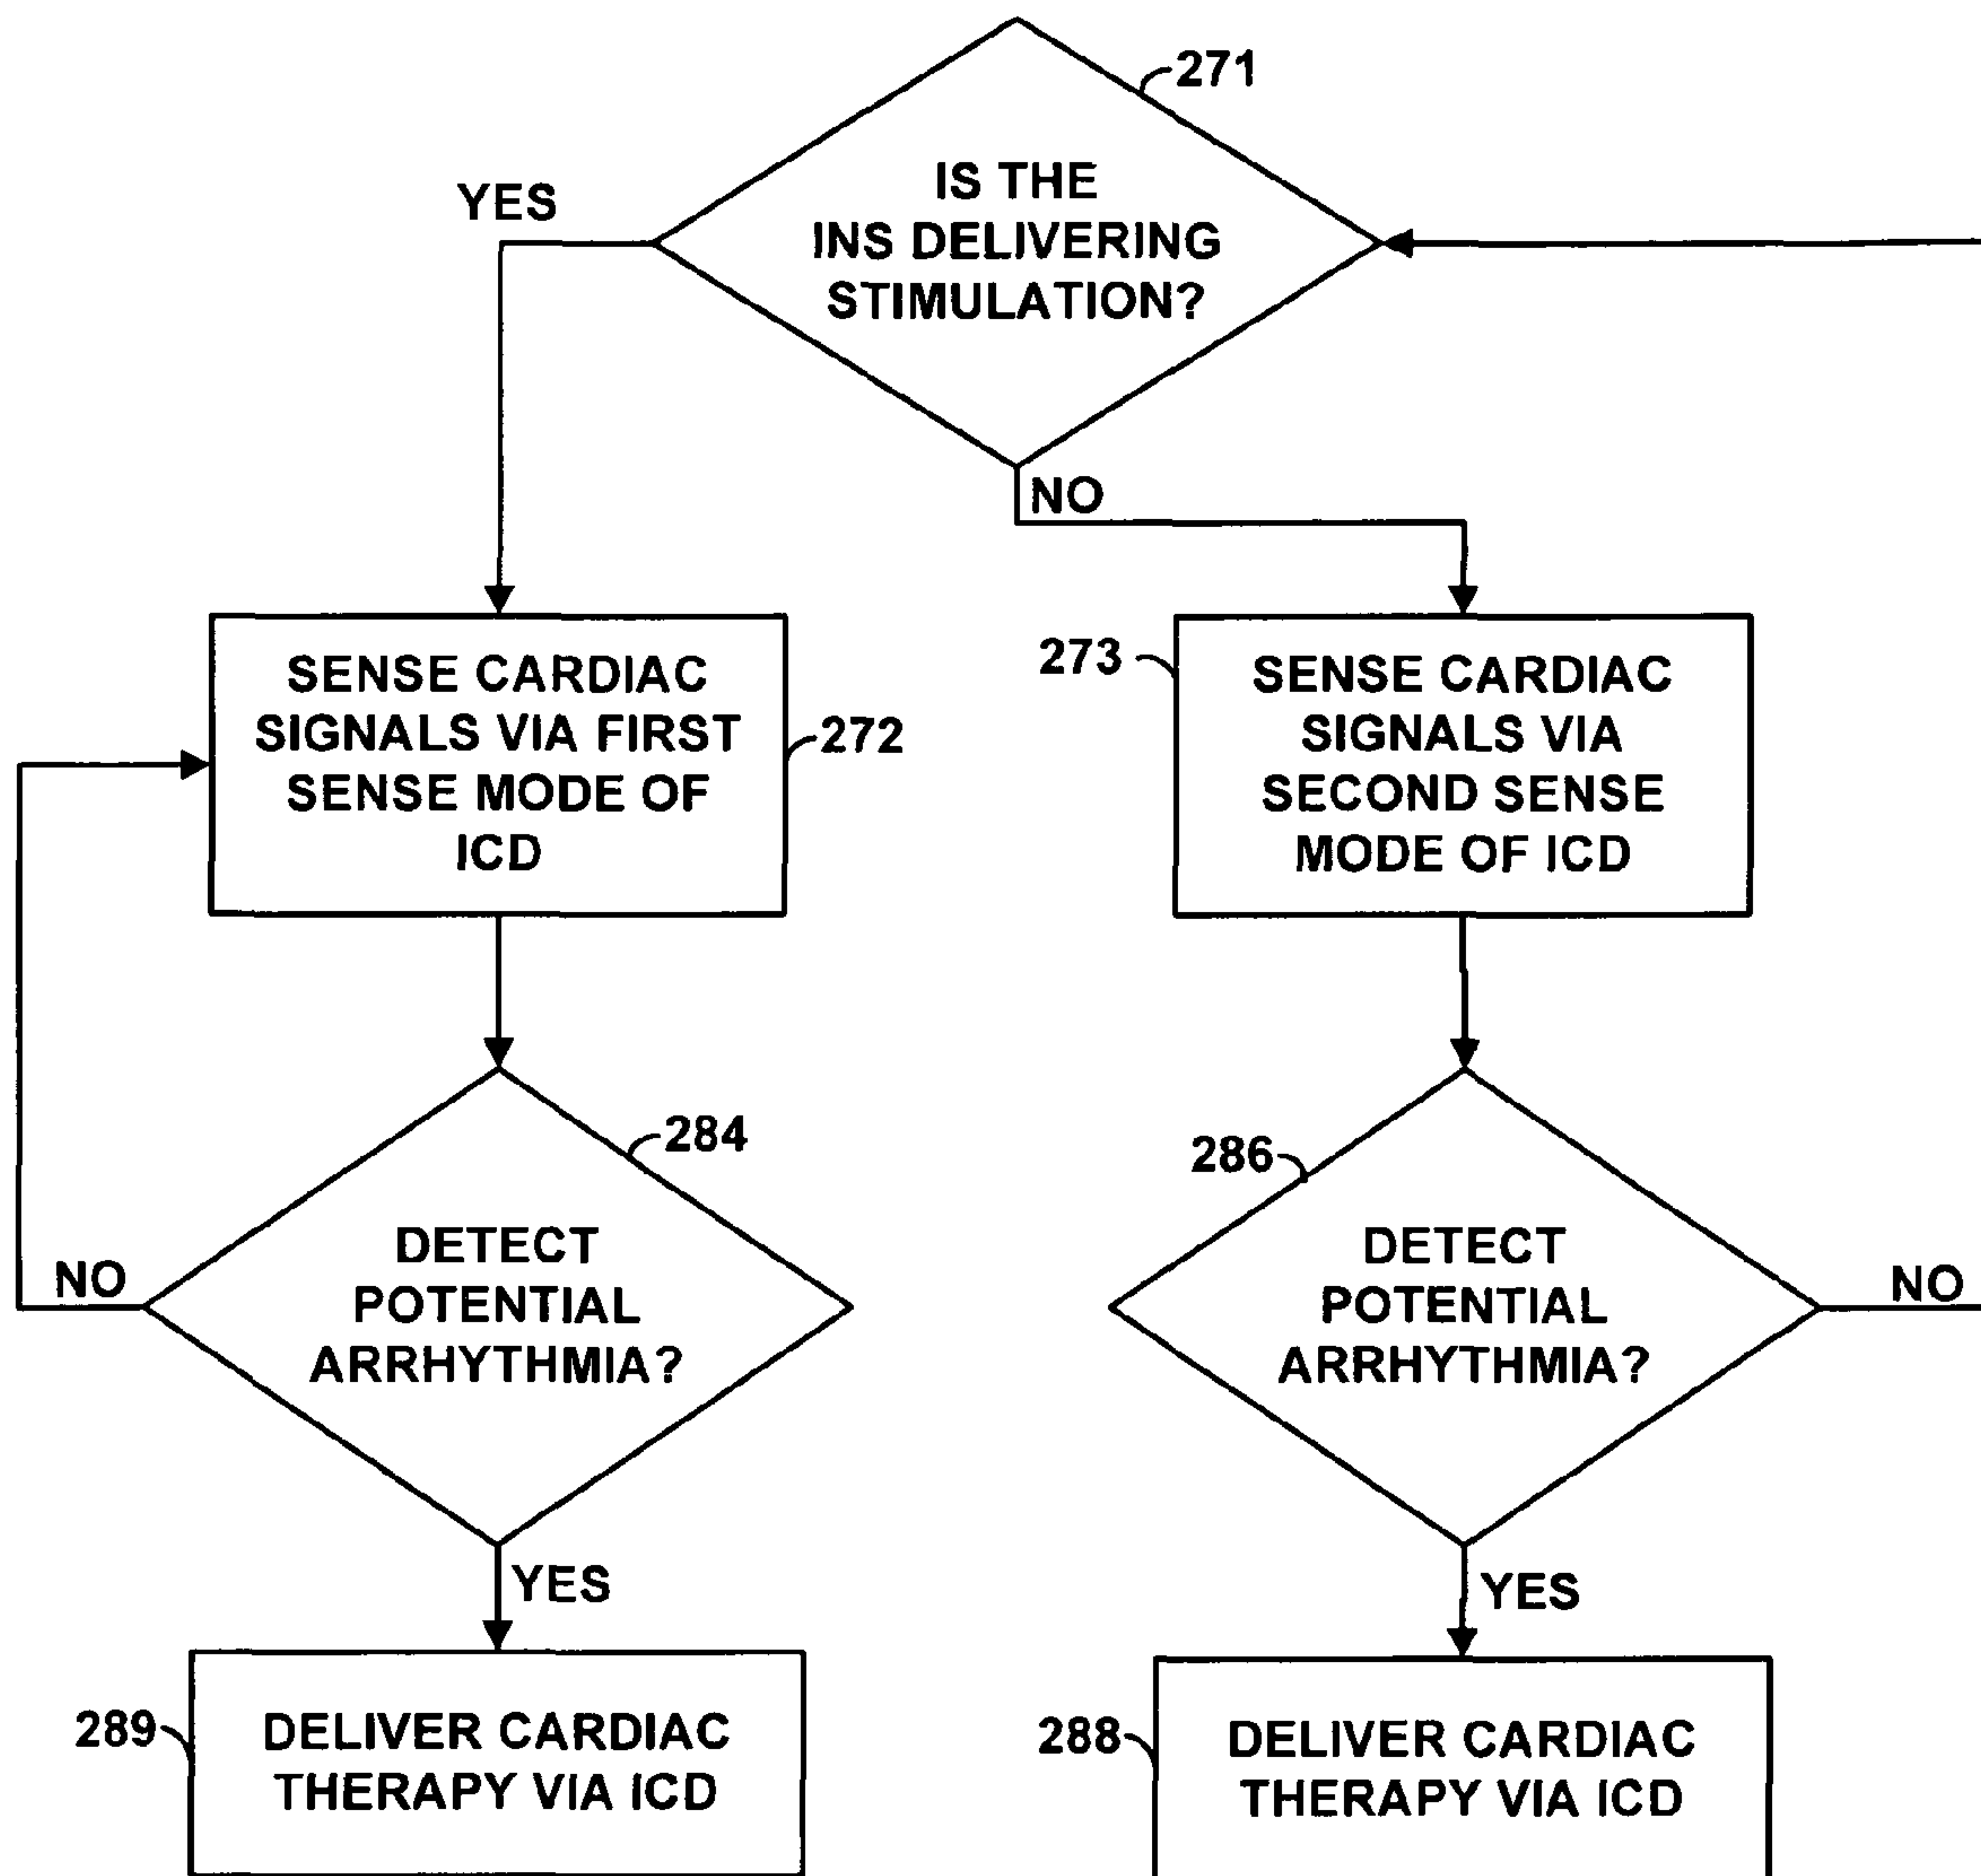 271
IS THE
INS DELIVERING
STIMULATION?
YES
NO
SENSE CARDIAC
SIGNALS VIA FIRST
SENSE MODE OF
ICD
272
273
SENSE CARDIAC
SIGNALS VIA
SECOND SENSE
MODE OF ICD
284
DETECT
POTENTIAL
ARRHYTHMIA?
NO
YES
286
DETECT
POTENTIAL
ARRHYTHMIA?
NO
YES
289
DELIVER CARDIAC
THERAPY VIA ICD
288
DELIVER CARDIAC
THERAPY VIA ICD